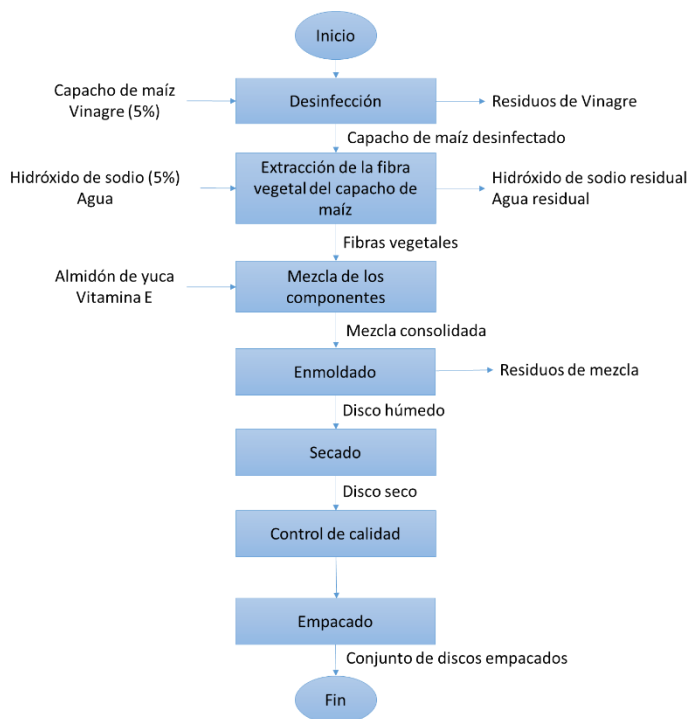 Inicio
Capacho de maíz
Vinagre (5%)
Desinfección
Residuos de Vinagre
Capacho de maíz desinfectado
Hidróxido de sodio (5%)
Agua
Extracción de la fibra
vegetal del capacho de
maíz
Hidróxido de sodio residual
Agua residual
Fibras vegetales
Almidón de yuca
Vitamina E
Mezcla de los
componentes
Mezcla consolidada
Enmoldado
Residuos de mezcla
Disco húmedo
Secado
Disco seco
Control de calidad
Empacado
Conjunto de discos empacados
Fin